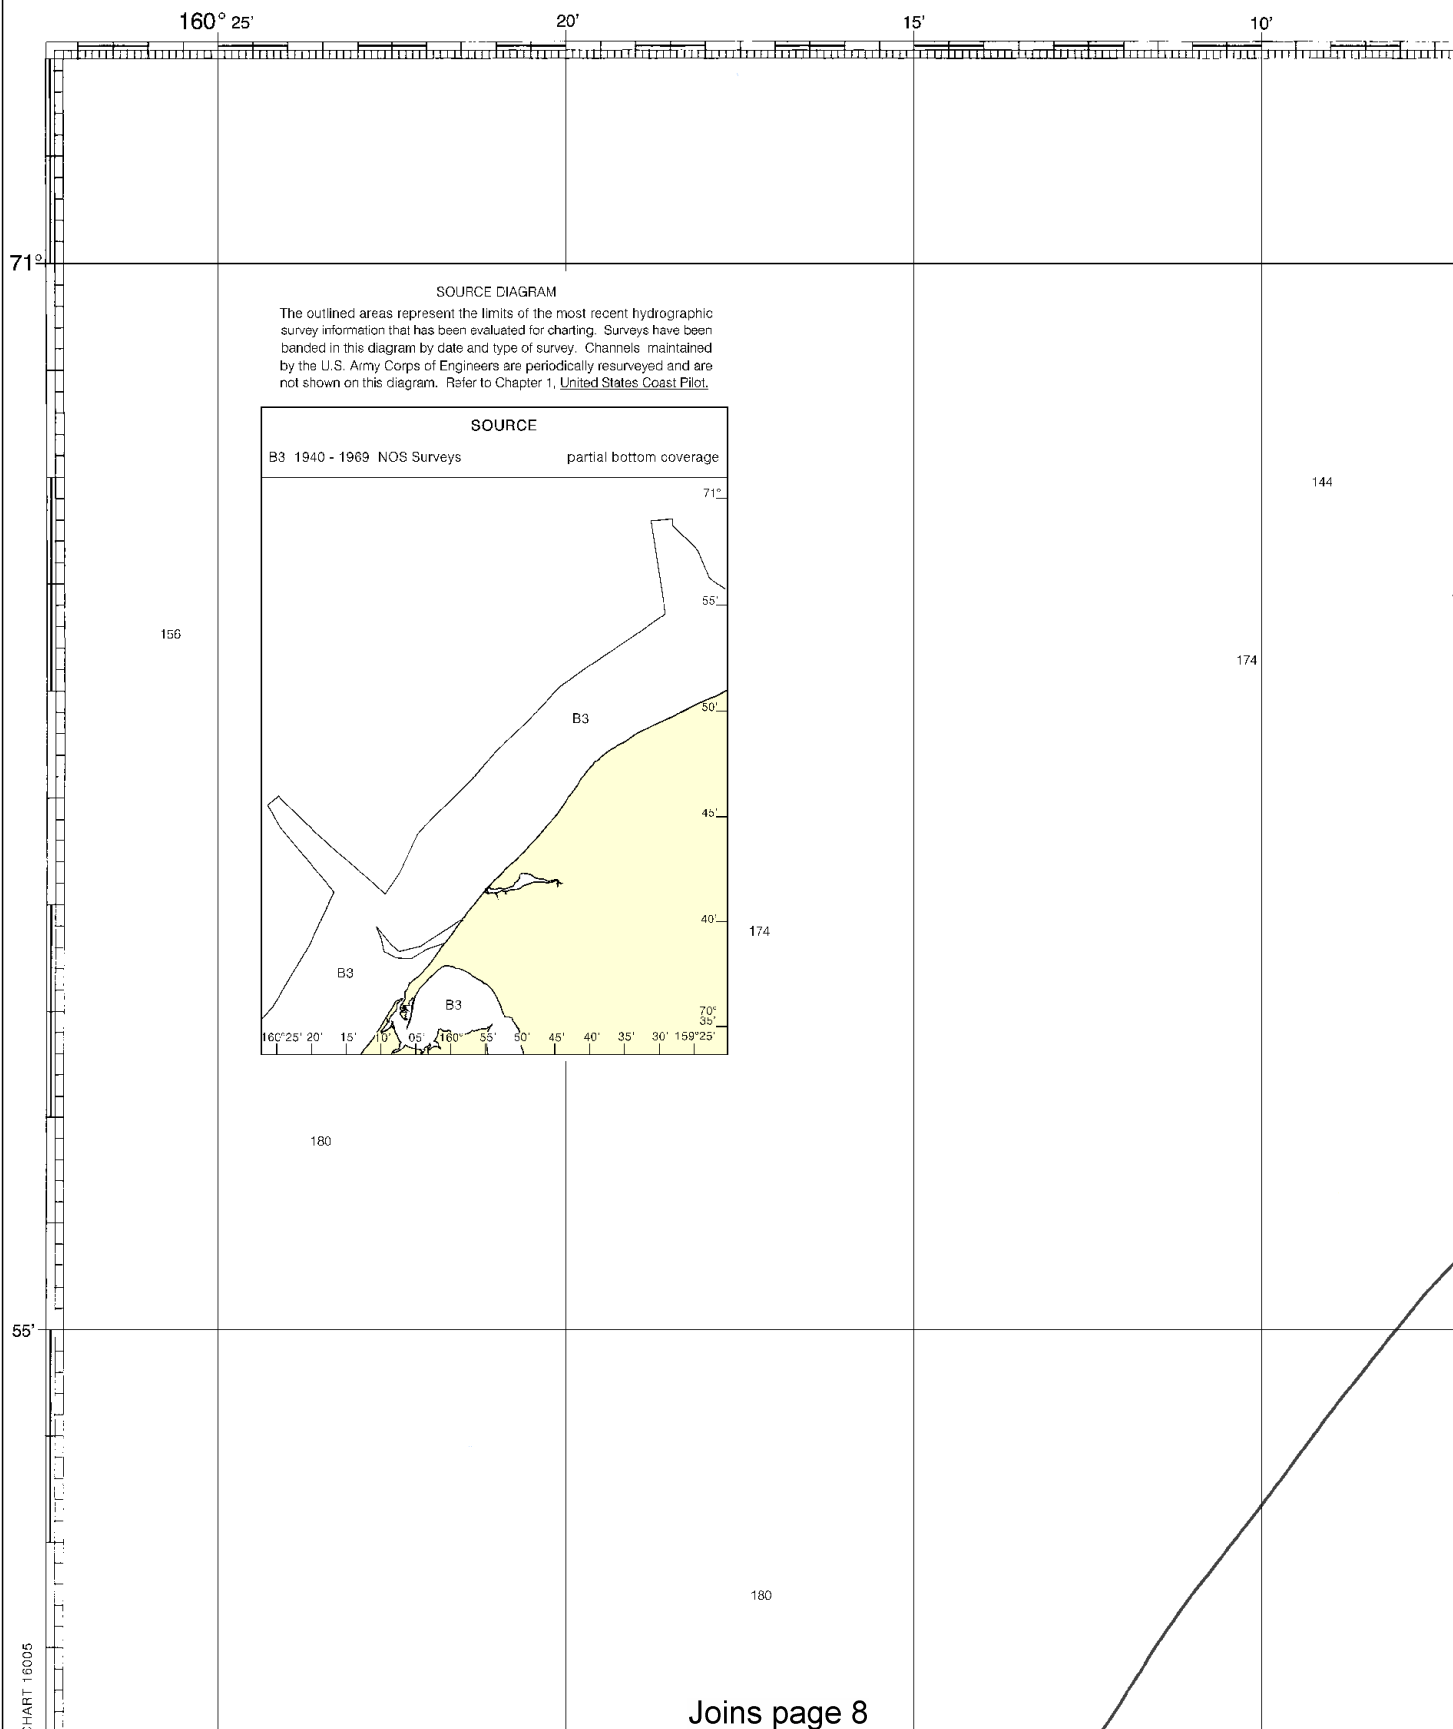 160° 25' 20' 15' 10'
71°
SOURCE DIAGRAM
The outlined areas represent the limits of the most recent hydrographic
survey information that has been evaluated for charting. Surveys have been
banded in this diagram by date and type of survey. Channels maintained
by the U.S. Army Corps of Engineers are periodically resurveyed and are
not shown on this diagram. Refer to Chapter 1, United States Coast Pilot.
SOURCE
B3 1940 - 1969 NOS Surveys partial bottom coverage
144
71°
55'
156
174
50'
B3
45'
40'
174
B3
B3
70°
35'
160°25' 20' 15' 10' 05' 160° 55' 50' 45' 40' 35' 30' 159°25'
180
55'
180
CHART 16005
Joins page 8